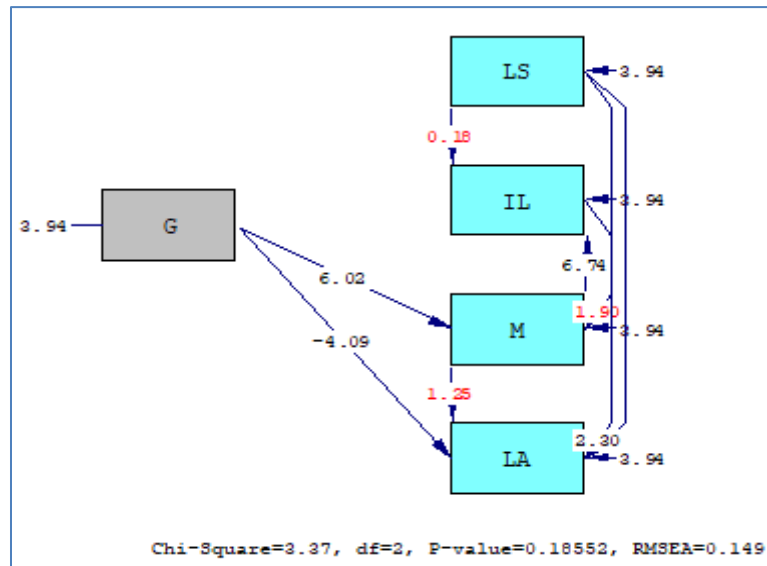 LS
3.94
0.18
IL
3.94
3.94
G
6.74
6.02
M
1.90
3.94
-4.09
1.25
LA
2.30
3.94
Chi-Square=3.37, df=2, P-value=0.18552, RMSEA=0.149